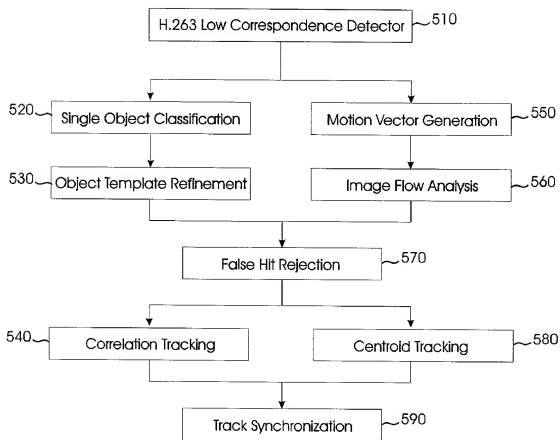 H.263 Low Correspondence Detector 510
520 Single Object Classification
Motion Vector Generation 550
530 Object Template Refinement
Image Flow Analysis 560
False Hit Rejection 570
540 Correlation Tracking
Centroid Tracking 580
Track Synchronization 590